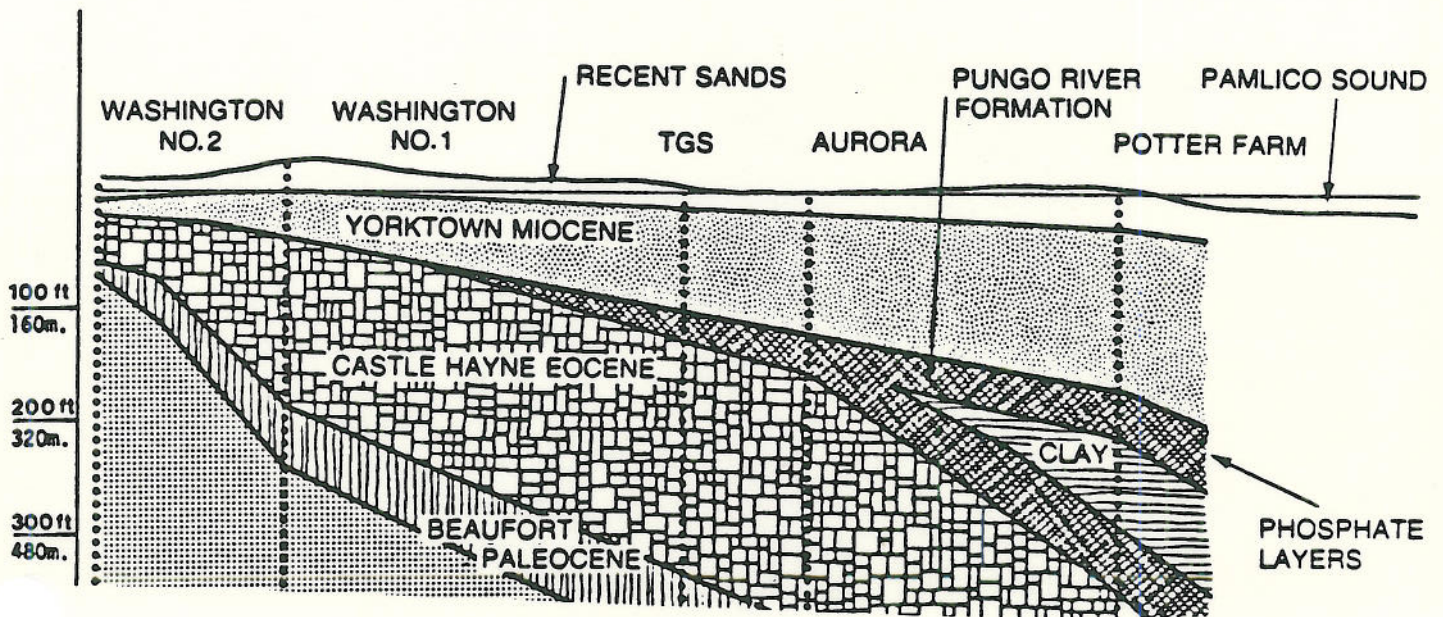 RECENT SANDS
PUNGO RIVER
FORMATION
PAMLICO SOUND
WASHINGTON
NO.2
WASHINGTON
NO.1
TGS
AURORA
POTTER FARM
YORKTOWN MIOCENE
100 ft
160m.
CASTLE HAYNE EOCENE
200 ft
320m.
CLAY
300 ft
480m.
BEAUFORT
PALEOCENE
PHOSPHATE
LAYERS